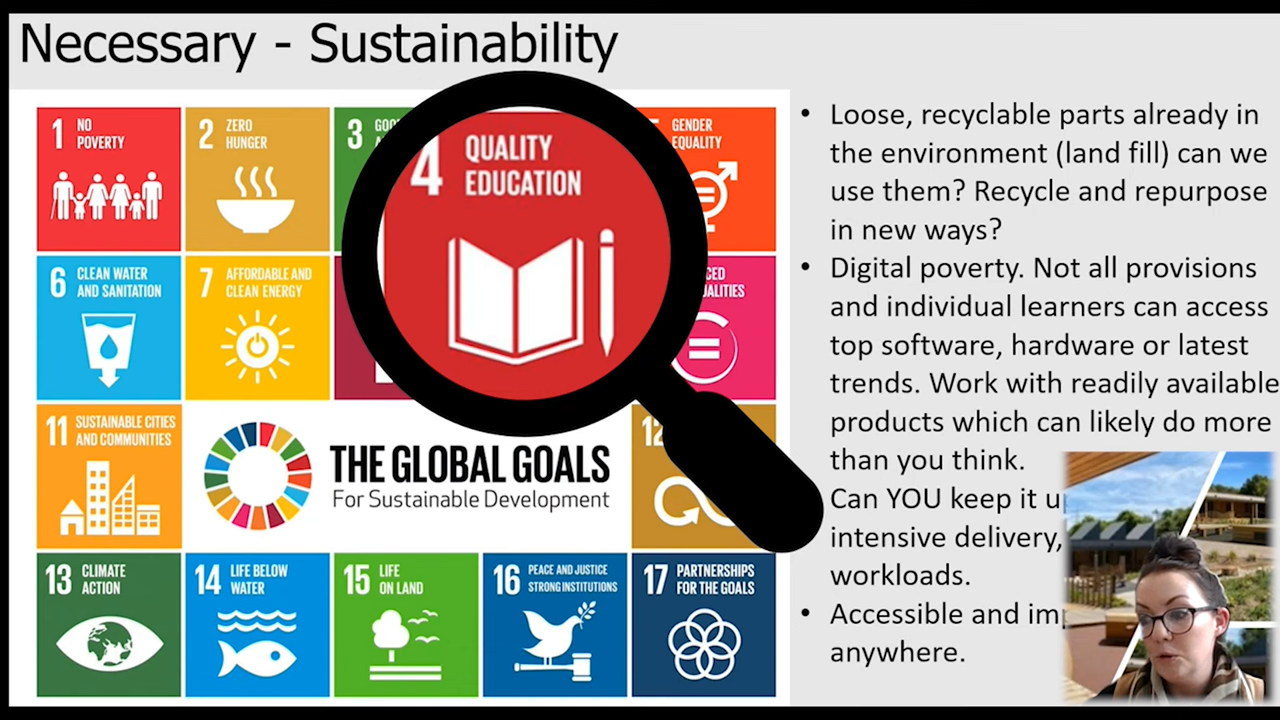 Necessary - Sustainability
1 NO
POVERTY
2 ZERO
HUNGER
3
4 QUALITY
EDUCATION
GENDER
EQUALITY
6 CLEAN WATER
AND SANITATION
7 AFFORDABLE AND
CLEAN ENERGY
11 SUSTAINABLE CITIES
AND COMMUNITIES
THE GLOBAL GOALS
For Sustainable Development
12
13 CLIMATE
ACTION
14 LIFE BELOW
WATER
15 LIFE
ON LAND
16 PEACE AND JUSTICE
STRONG INSTITUTIONS
17 PARTNERSHIPS
FOR THE GOALS
• Loose, recyclable parts already in
the environment (land fill) can we
use them? Recycle and repurpose
in new ways?
• Digital poverty. Not all provisions
and individual learners can access
top software, hardware or latest
trends. Work with readily available
products which can likely do more
than you think.
Can YOU keep it
intensive delivery,
workloads.
• Accessible and
anywhere.